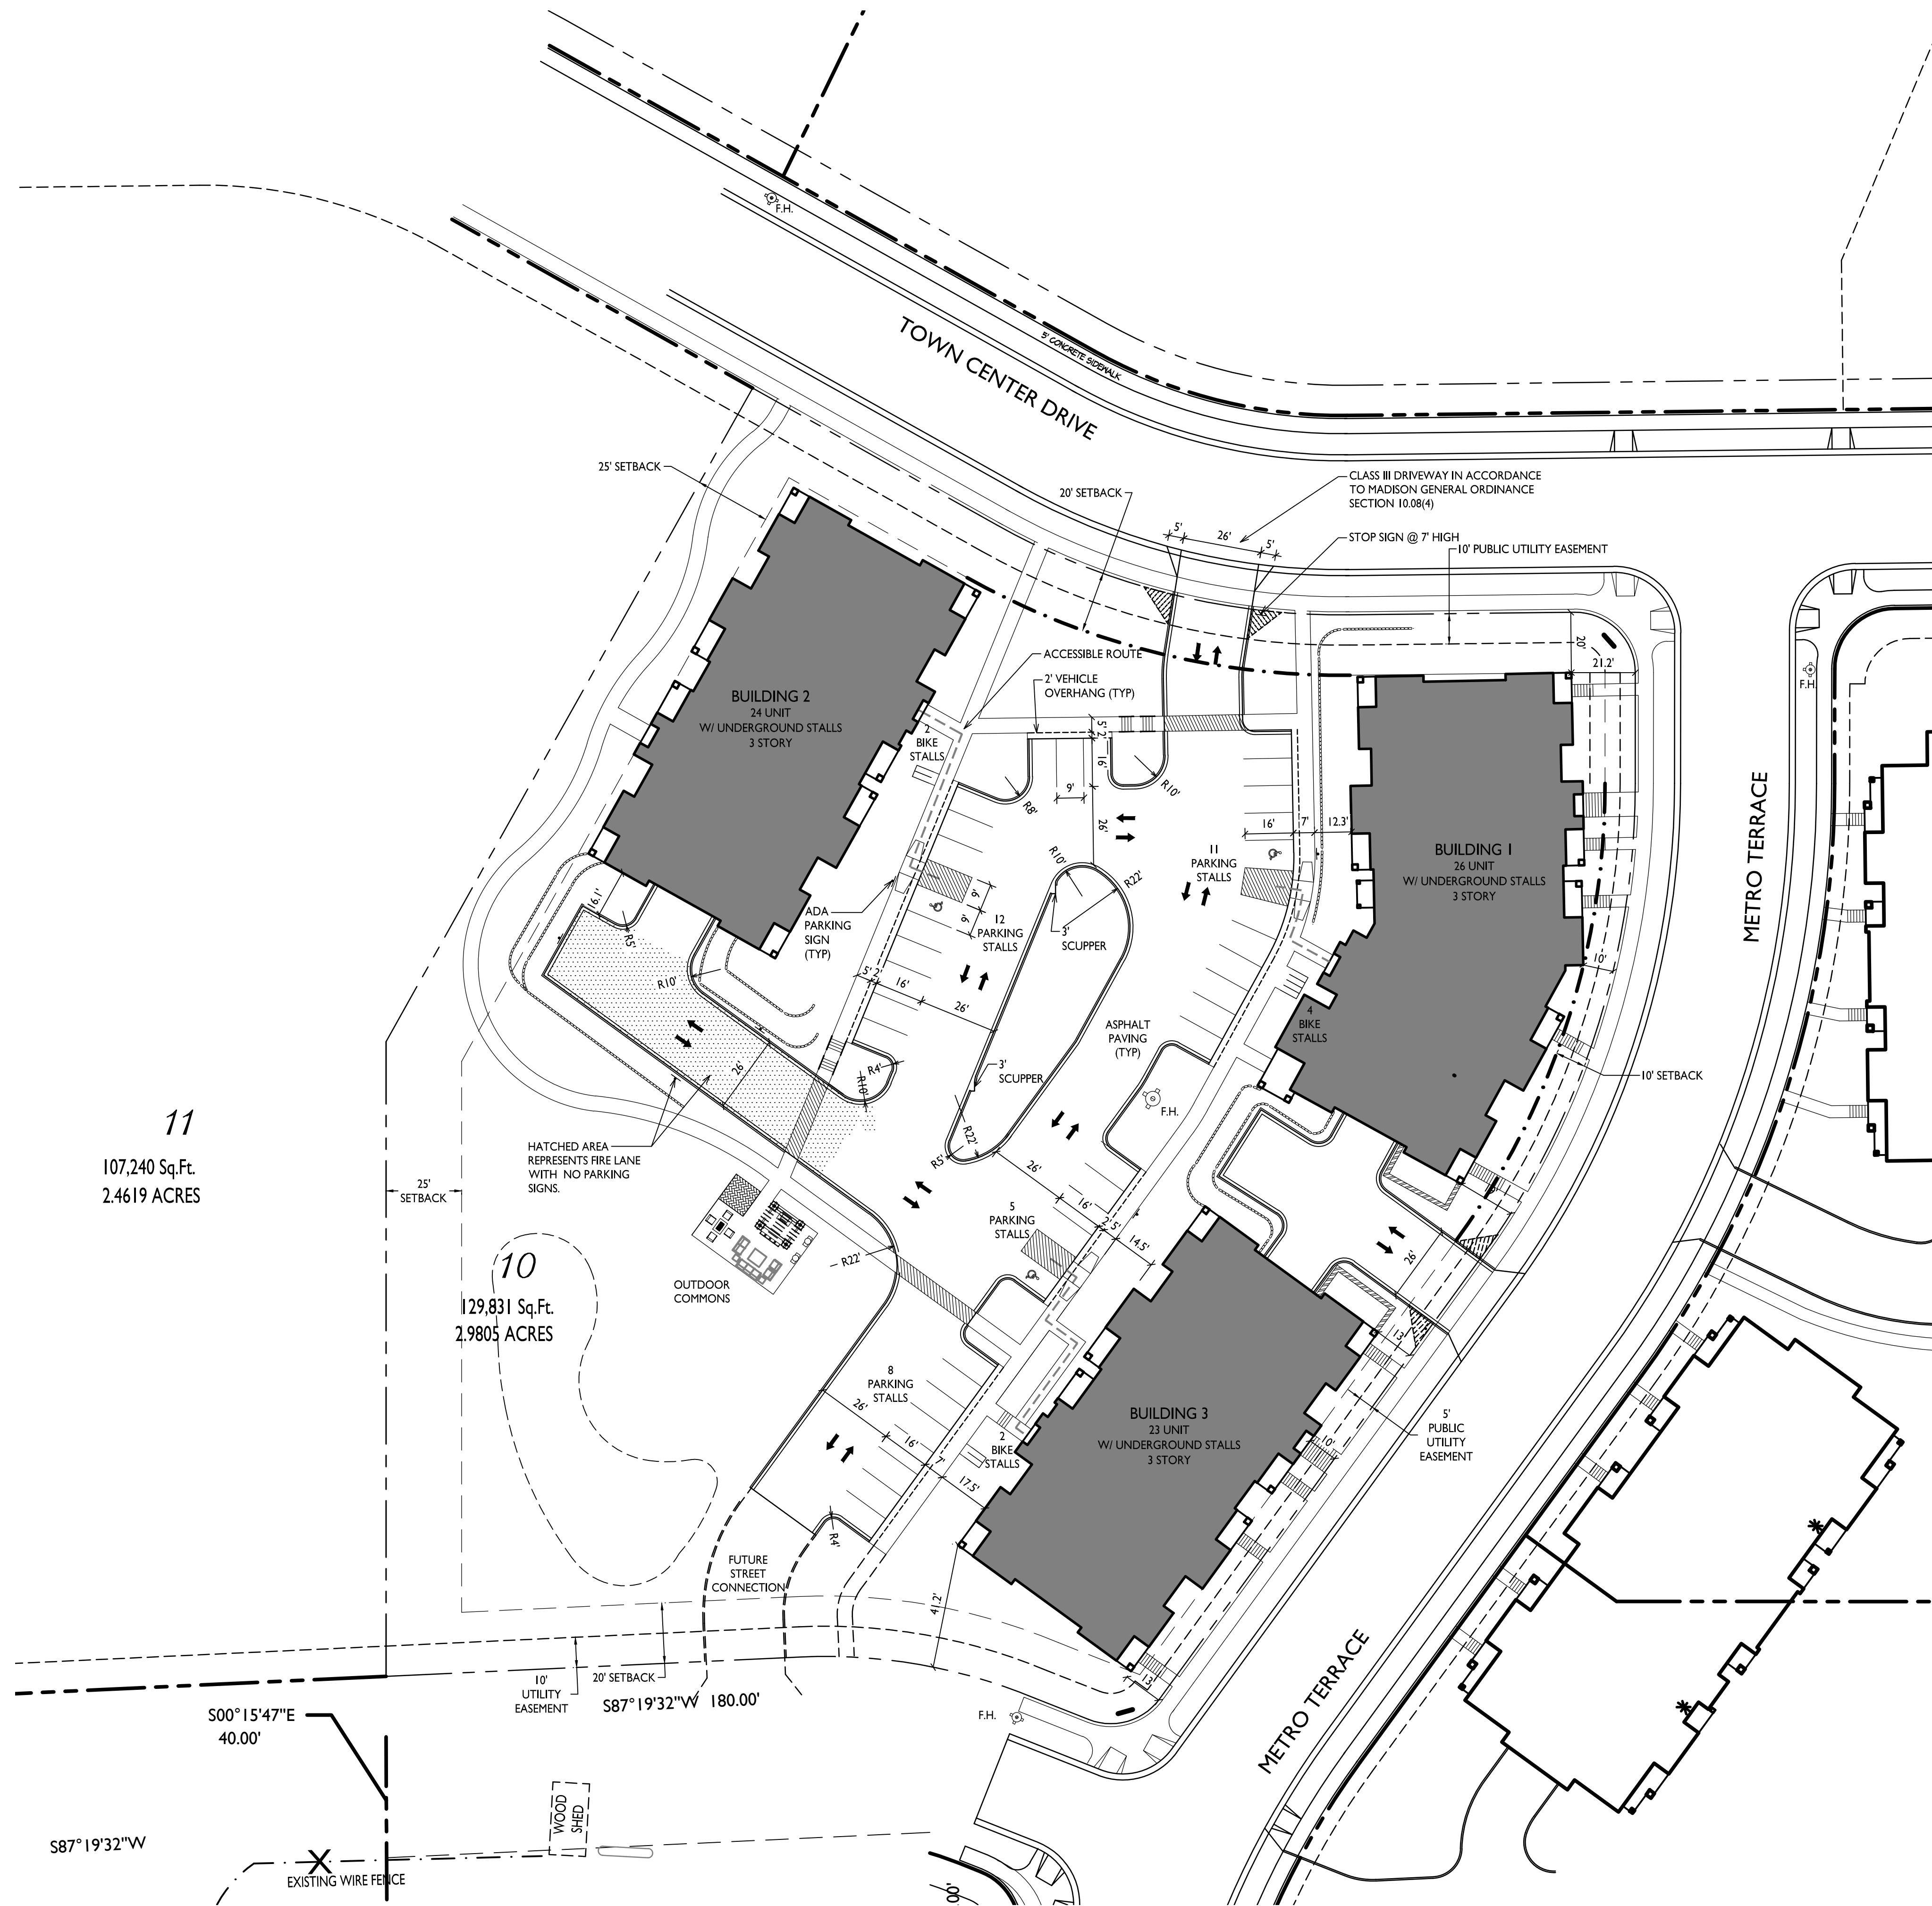 F.H.
TOWN CENTER DRIVE
5' CONCRETE SIDEWALK
25' SETBACK
20' SETBACK
CLASS III DRIVEWAY IN ACCORDANCE
TO MADISON GENERAL ORDINANCE
SECTION 10.08(4)
5'
26'
5'
STOP SIGN @ 7' HIGH
10' PUBLIC UTILITY EASEMENT
20'
21.2'
F.H.
ACCESSIBLE ROUTE
2' VEHICLE
OVERHANG (TYP)
BUILDING 2
24 UNIT
W/ UNDERGROUND STALLS
3 STORY
2
BIKE
STALLS
5'
2'
16'
9'
R8'
R10'
26'
METRO TERRACE
16'
7'
12.3'
11
PARKING
STALLS
BUILDING 1
26 UNIT
W/ UNDERGROUND STALLS
3 STORY
R10'
R22'
16.1'
R5'
ADA
PARKING
SIGN
(TYP)
9'
9'
12
PARKING
STALLS
3'
SCUPPER
R10'
5'
2'
16'
26'
10'
4
BIKE
STALLS
ASPHALT
PAVING
(TYP)
26'
R4'
R10'
3'
SCUPPER
10' SETBACK
F.H.
11
107,240 Sq.Ft.
2.4619 ACRES
HATCHED AREA
REPRESENTS FIRE LANE
WITH NO PARKING
SIGNS.
R22'
R5'
25'
SETBACK
26'
16'
2'
5'
14.5'
5
PARKING
STALLS
26'
10
129,831 Sq.Ft.
2.9805 ACRES
OUTDOOR
COMMONS
R22'
13'
8
PARKING
STALLS
26'
16'
7'
17.5'
2
BIKE
STALLS
BUILDING 3
23 UNIT
W/ UNDERGROUND STALLS
3 STORY
10'
5'
PUBLIC
UTILITY
EASEMENT
R4'
FUTURE
STREET
CONNECTION
41.2'
10'
UTILITY
EASEMENT
20' SETBACK
S87°19'32"W 180.00'
13'
METRO TERRACE
F.H.
S00°15'47"E
40.00'
WOOD
SHED
S87°19'32"W
X
EXISTING WIRE FENCE
00'